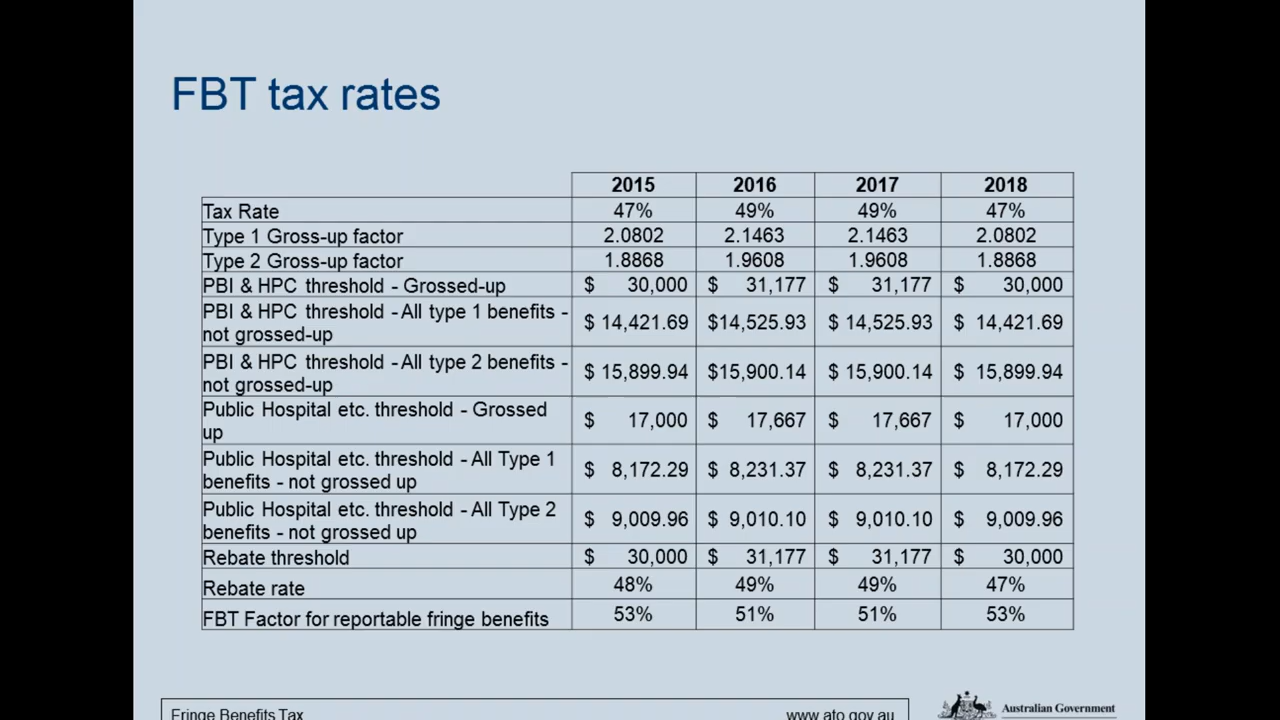 FBT tax rates
2015 2016 2017 2018
Tax Rate 47% 49% 49% 47%
Type 1 Gross-up factor 2.0802 2.1463 2.1463 2.0802
Type 2 Gross-up factor 1.8868 1.9608 1.9608 1.8868
PBI & HPC threshold - Grossed-up $ 30,000 $ 31,177 $ 31,177 $ 30,000
PBI & HPC threshold - All type 1 benefits -
not grossed-up
$ 14,421.69 $14,525.93 $ 14,525.93 $ 14,421.69
PBI & HPC threshold - All type 2 benefits -
not grossed-up
$ 15,899.94 $15,900.14 $ 15,900.14 $ 15,899.94
Public Hospital etc. threshold - Grossed
up
$ 17,000 $ 17,667 $ 17,667 $ 17,000
Public Hospital etc. threshold - All Type 1
benefits - not grossed up
$ 8,172.29 $ 8,231.37 $ 8,231.37 $ 8,172.29
Public Hospital etc. threshold - All Type 2
benefits - not grossed up
$ 9,009.96 $ 9,010.10 $ 9,010.10 $ 9,009.96
Rebate threshold $ 30,000 $ 31,177 $ 31,177 $ 30,000
Rebate rate 48% 49% 49% 47%
FBT Factor for reportable fringe benefits 53% 51% 51% 53%
Fringe Benefits Tax www.ato.gov.au Australian Government